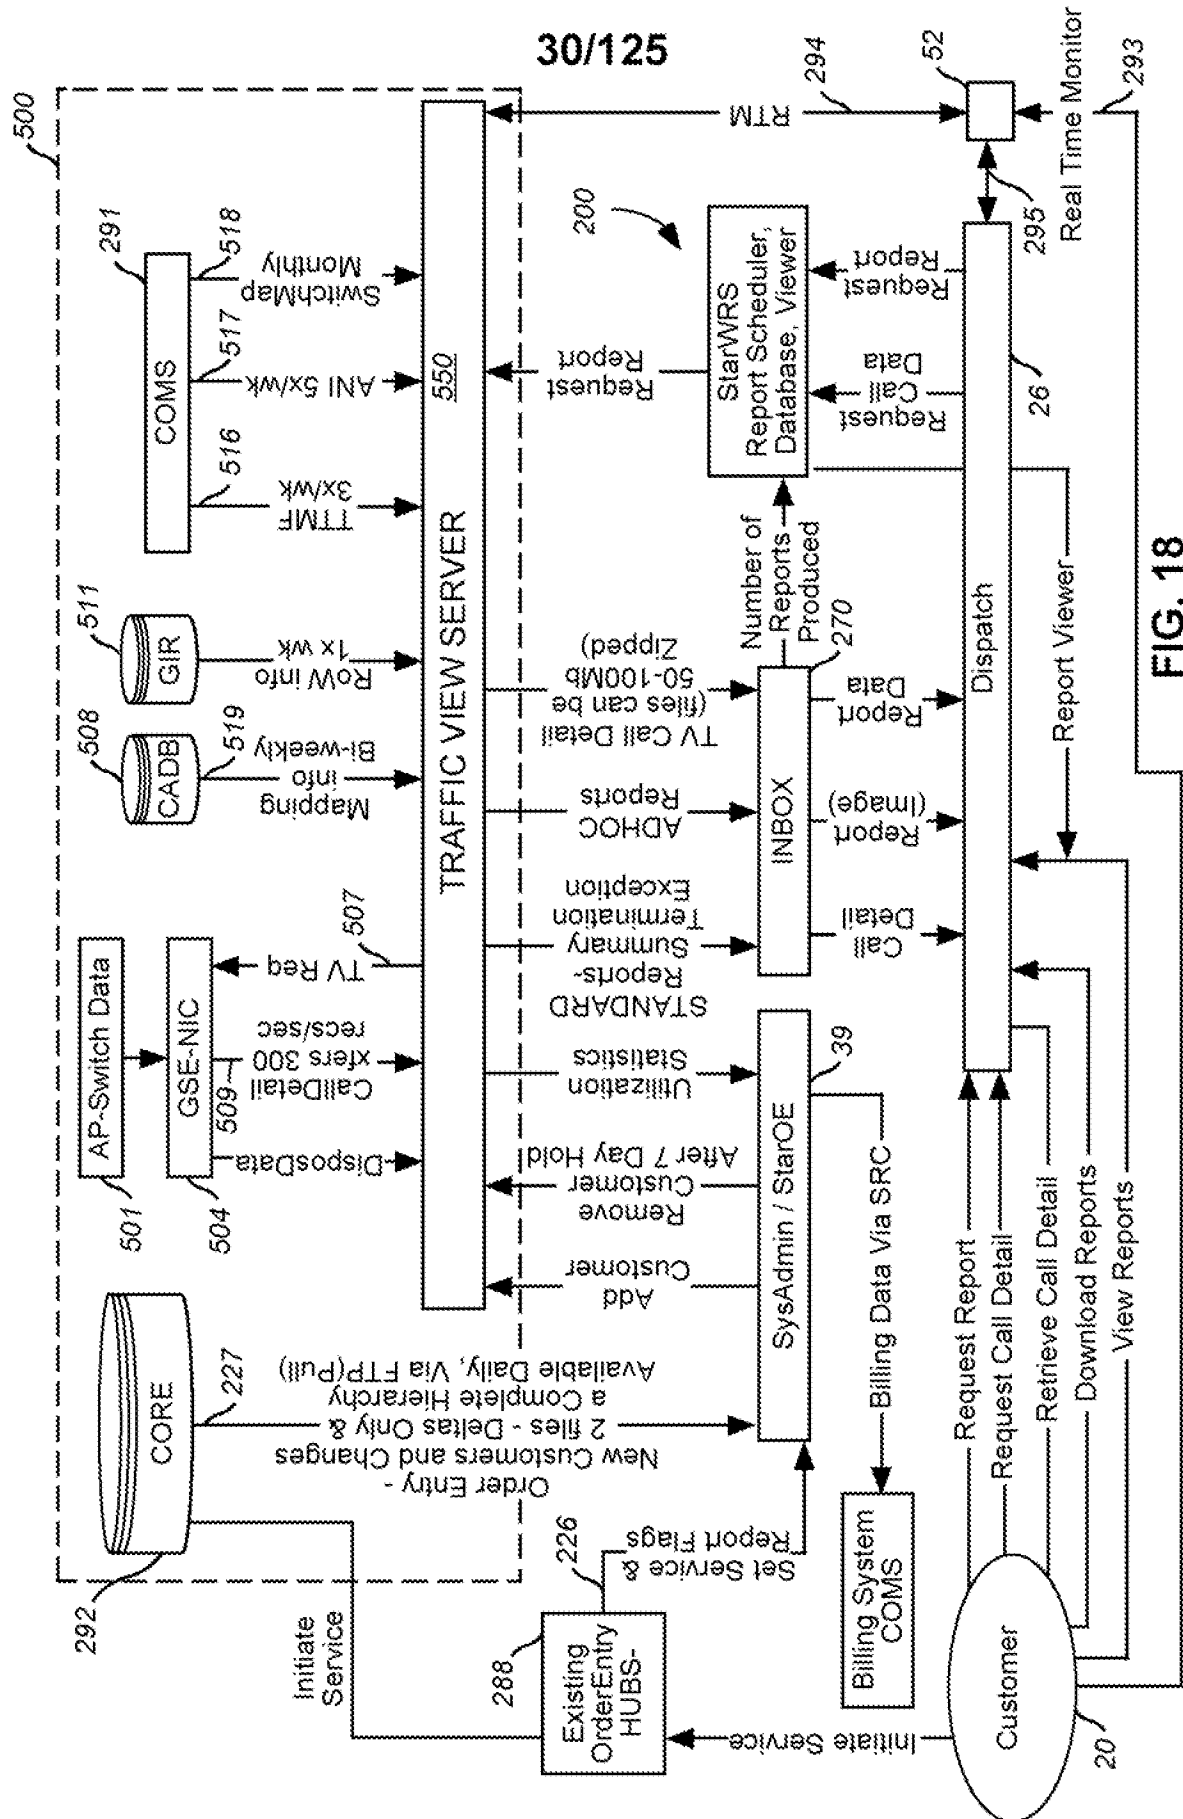 30/125
500
292
CORE
227
Order Entry -
New Customers and Changes
2 files - Deltas Only &
a Complete Hierarchy
Available Daily, Via FTP(Pull)
Initiate
Service
501
AP-Switch Data
504
GSE-NIC
509
DisposData
CallDetail
xfers 300
recs/sec
TV Req
507
508
CADB
519
Mapping
info
Bi-weekly
511
GIR
RoW info
1x wk
291
COMS
516
TTMF
3x/wk
517
ANI 5x/wk
518
SwitchMap
Monthly
TRAFFIC VIEW SERVER
550
288
Existing
OrderEntry
HUBS-
226
Set Service &
Report Flags
Add
Customer
Remove
Customer
After 7 Day Hold
Utilization
Statistics
STANDARD
Reports-
Summary
Termination
Exception
ADHOC
Reports
TV Call Detail
(files can be
50-100Mb
Zipped)
Request
Report
RTM
294
200
SysAdmin / StarOE
39
INBOX
270
Number of
Reports
Produced
StarWRS
Report Scheduler,
Database, Viewer
Billing Data Via SRC
Billing System
COMS
Call
Detail
Report
(Image)
Report
Data
Request
Call
Data
Request
Report
Dispatch
26
295
52
Initiate Service
Customer
20
Request Report
Request Call Detail
Retrieve Call Detail
Download Reports
View Reports
Report Viewer
Real Time Monitor
293
FIG. 18